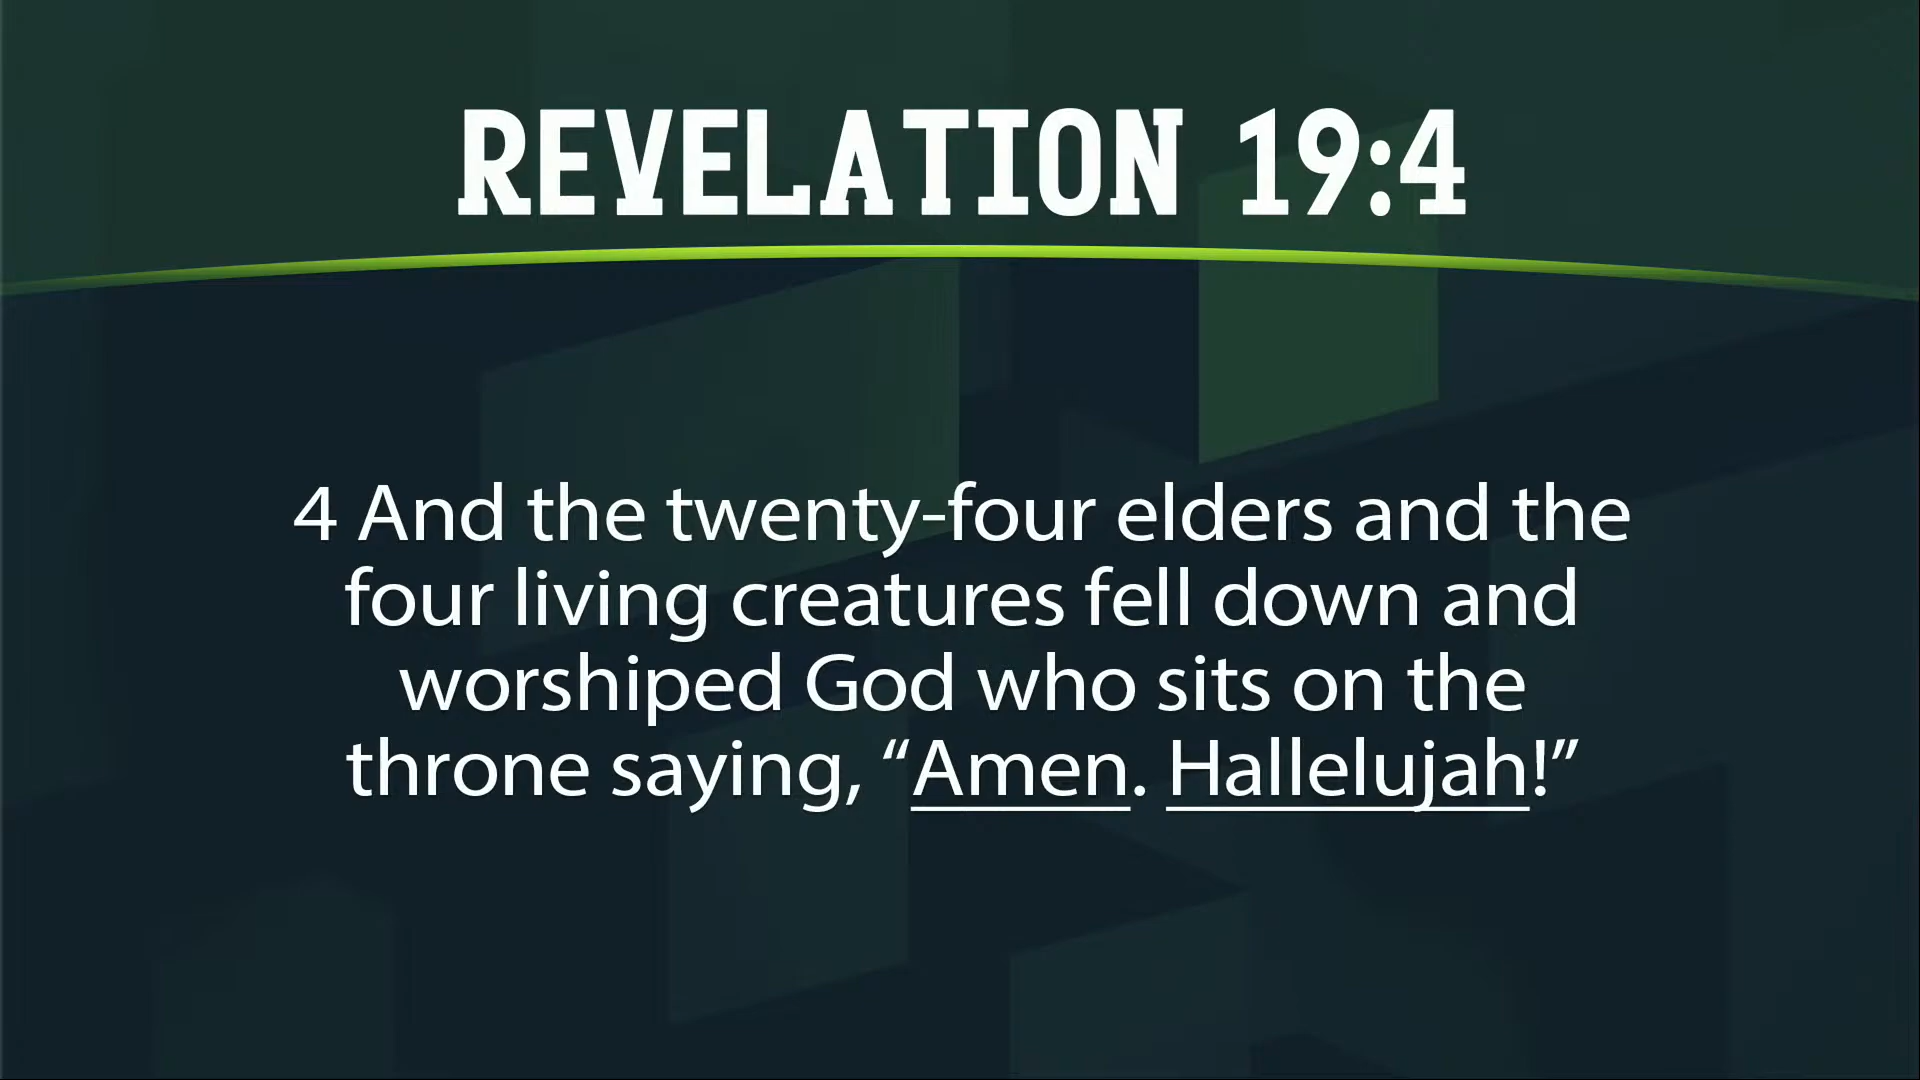 REVELATION 19:4
4 And the twenty-four elders and the
four living creatures fell down and
worshiped God who sits on the
throne saying, “Amen. Hallelujah!”